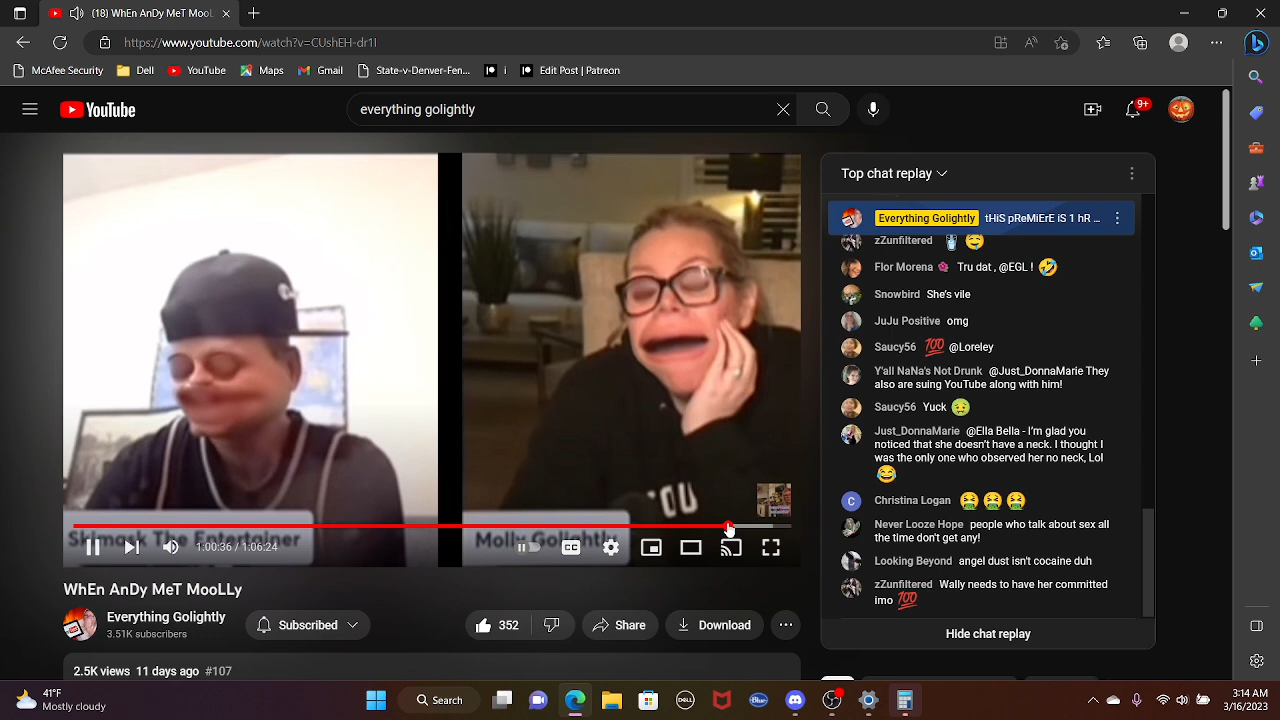 (18) WhEn AnDy MeT MooL
https://www.youtube.com/watch?v=CUshEH-dr1I
McAfee Security
Dell
YouTube
Maps
Gmail
State-v-Denver-Fen...
i
Edit Post | Patreon
YouTube
everything golightly
9+
Top chat replay
Everything Golightly tHiS pReMiErE iS 1 hR ...
zZunfiltered
Flor Morena 🌺 Tru dat , @EGL ! 🤣
Snowbird She's vile
JuJu Positive omg
Saucy56 💯 @Loreley
Y'all NaNa's Not Drunk @Just_DonnaMarie They
also are suing YouTube along with him!
Saucy56 Yuck 🤢
Just_DonnaMarie @Ella Bella - I'm glad you
noticed that she doesn't have a neck. I thought I
was the only one who observed her no neck, Lol
😂
C
Christina Logan 🤮🤮🤮
Never Looze Hope people who talk about sex all
the time don't get any!
Looking Beyond angel dust isn't cocaine duh
zZunfiltered Wally needs to have her committed
imo 💯
Hide chat replay
YOU
Skimask The Entertainer
Molly Golightly
1:00:36 / 1:06:24
CC
WhEn AnDy MeT MooLLy
Everything Golightly
3.51K subscribers
Subscribed
352
Share
Download
2.5K views 11 days ago #107
41°F
Mostly cloudy
Search
DELL
Blue
3:14 AM
3/16/2023